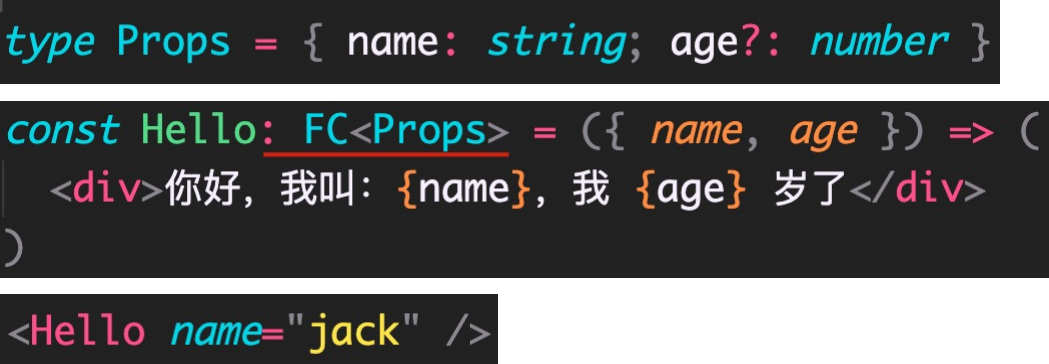 type Props = { name: string; age?: number }
const Hello: FC<Props> = ({ name, age }) => (
<div>你好, 我叫: {name}, 我 {age} 岁了</div>
)
<Hello name="jack" />